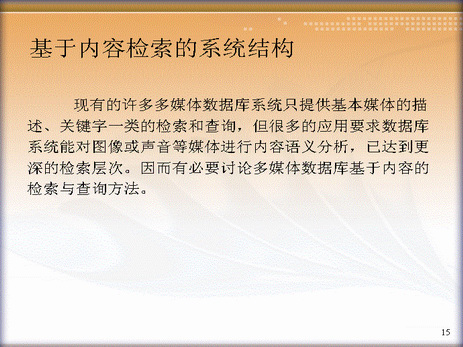 基于内容检索的系统结构
现有的许多多媒体数据库系统只提供基本媒体的描
述、关键字一类的检索和查询，但很多的应用要求数据库
系统能对图像或声音等媒体进行内容语义分析，已达到更
深的检索层次。因而有必要讨论多媒体数据库基于内容的
检索与查询方法。
15